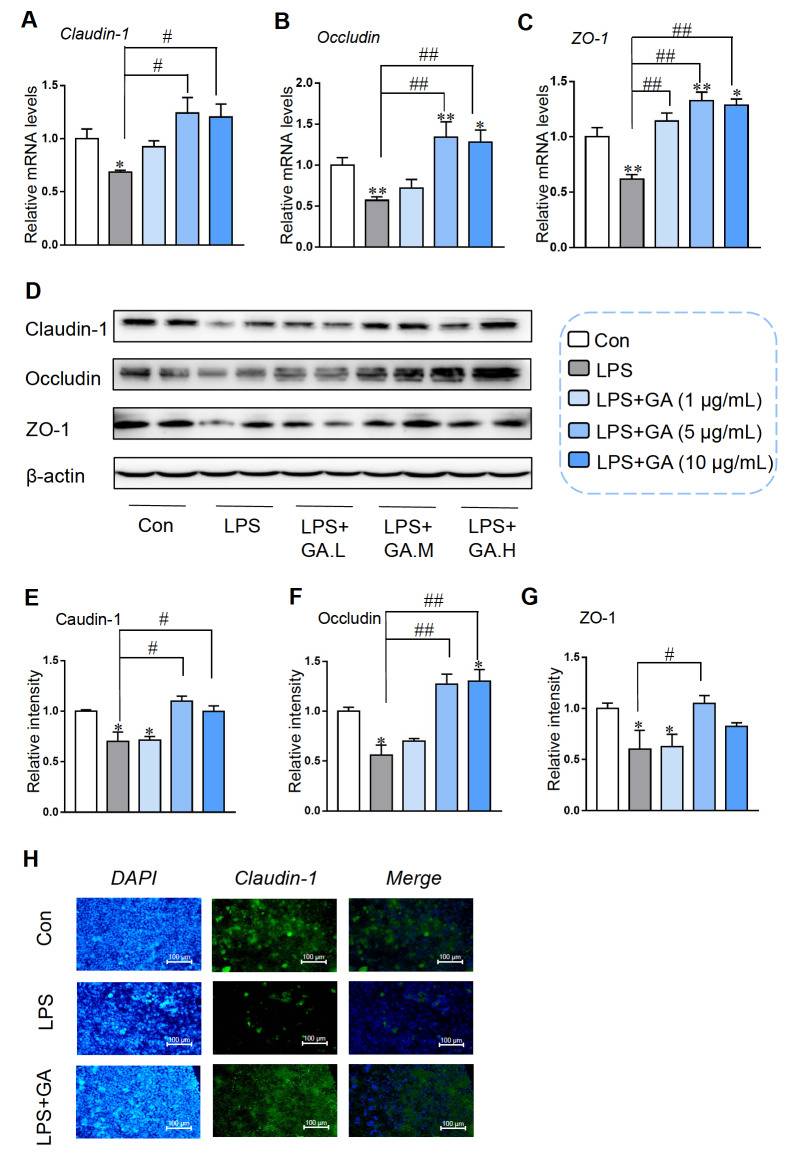 A
Claudin-1
#
#
Relative mRNA levels
1.5
1.0
0.5
0.0
*
B
Occludin
##
##
Relative mRNA levels
2.0
1.5
1.0
0.5
0.0
**
**
*
C
ZO-1
##
##
##
Relative mRNA levels
1.5
1.0
0.5
0.0
**
**
*
D
Claudin-1
Occludin
ZO-1
β-actin
Con
LPS
LPS+
GA.L
LPS+
GA.M
LPS+
GA.H
Con
LPS
LPS+GA (1 μg/mL)
LPS+GA (5 μg/mL)
LPS+GA (10 μg/mL)
E
Caudin-1
#
#
Relative intensity
1.5
1.0
0.5
0.0
*
*
F
Occludin
##
##
Relative intensity
1.5
1.0
0.5
0.0
*
*
G
ZO-1
#
Relative intensity
1.5
1.0
0.5
0.0
*
*
H
DAPI
Claudin-1
Merge
Con
100 μm
100 μm
100 μm
LPS
100 μm
100 μm
100 μm
LPS+GA
100 μm
100 μm
100 μm